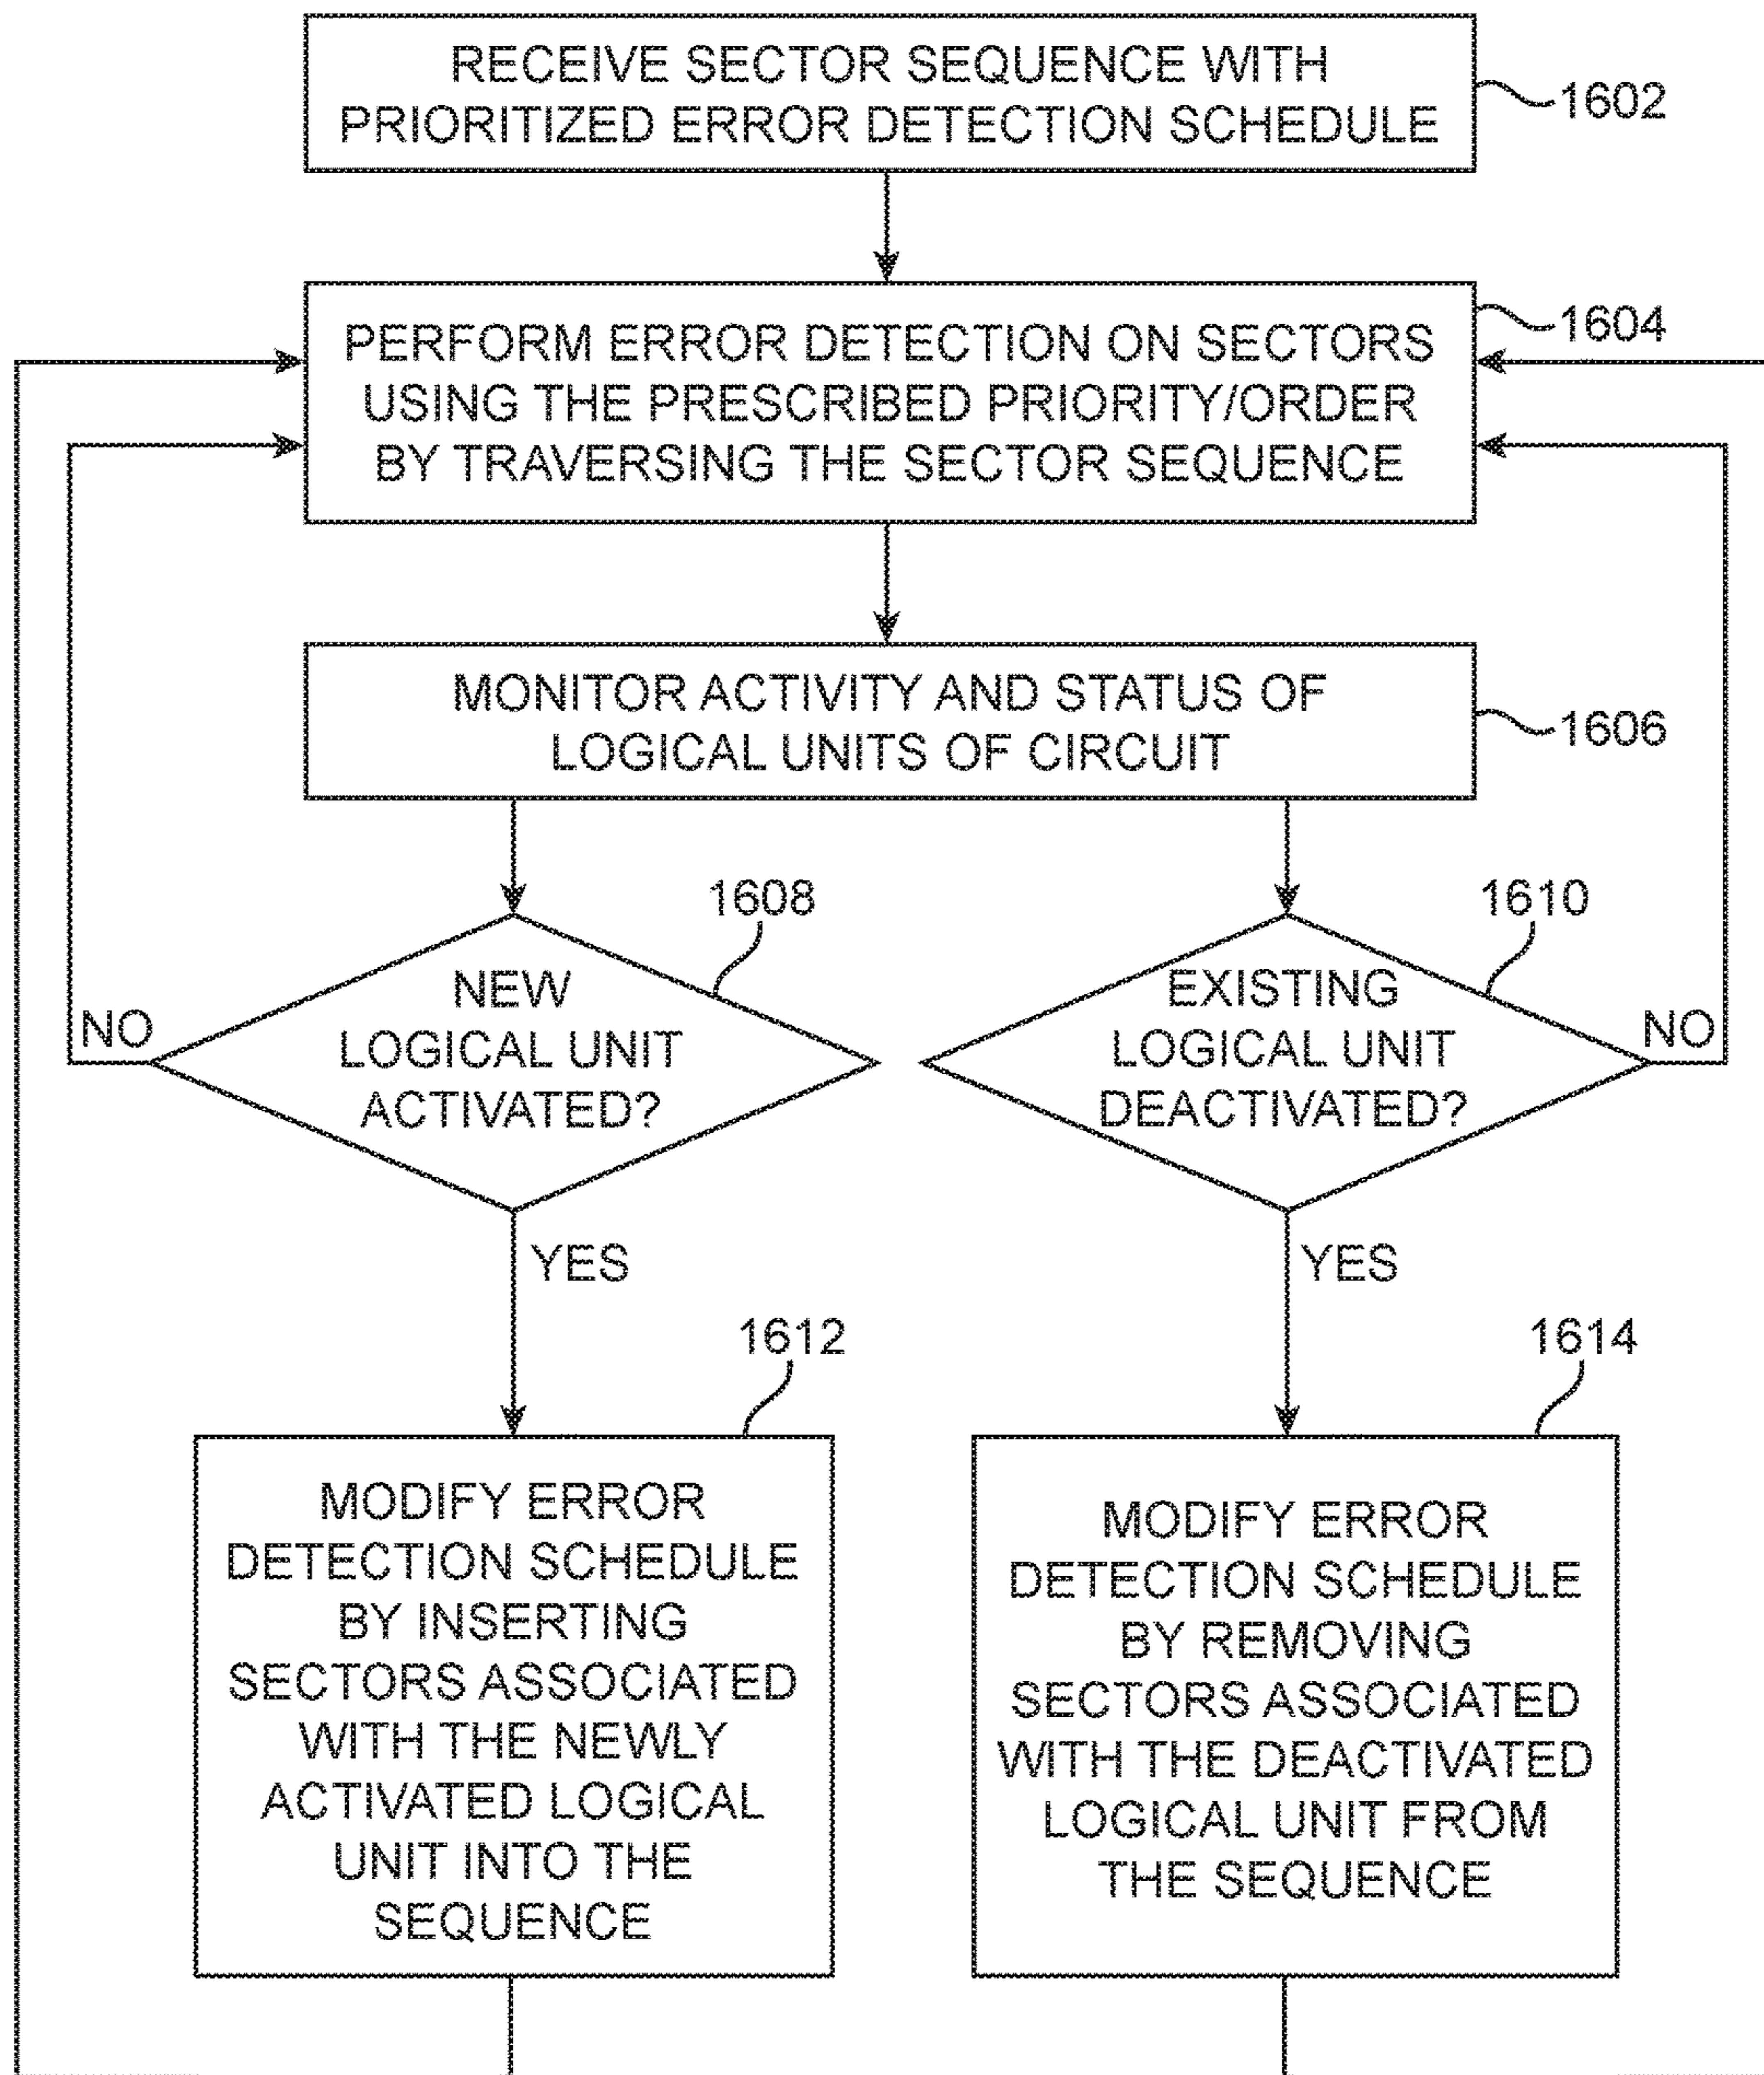 RECEIVE SECTOR SEQUENCE WITH
PRIORITIZED ERROR DETECTION SCHEDULE
1602
PERFORM ERROR DETECTION ON SECTORS
USING THE PRESCRIBED PRIORITY/ORDER
BY TRAVERSING THE SECTOR SEQUENCE
1604
MONITOR ACTIVITY AND STATUS OF
LOGICAL UNITS OF CIRCUIT
1606
1608
NEW
LOGICAL UNIT
ACTIVATED?
NO
YES
1610
EXISTING
LOGICAL UNIT
DEACTIVATED?
NO
YES
1612
MODIFY ERROR
DETECTION SCHEDULE
BY INSERTING
SECTORS ASSOCIATED
WITH THE NEWLY
ACTIVATED LOGICAL
UNIT INTO THE
SEQUENCE
1614
MODIFY ERROR
DETECTION SCHEDULE
BY REMOVING
SECTORS ASSOCIATED
WITH THE DEACTIVATED
LOGICAL UNIT FROM
THE SEQUENCE